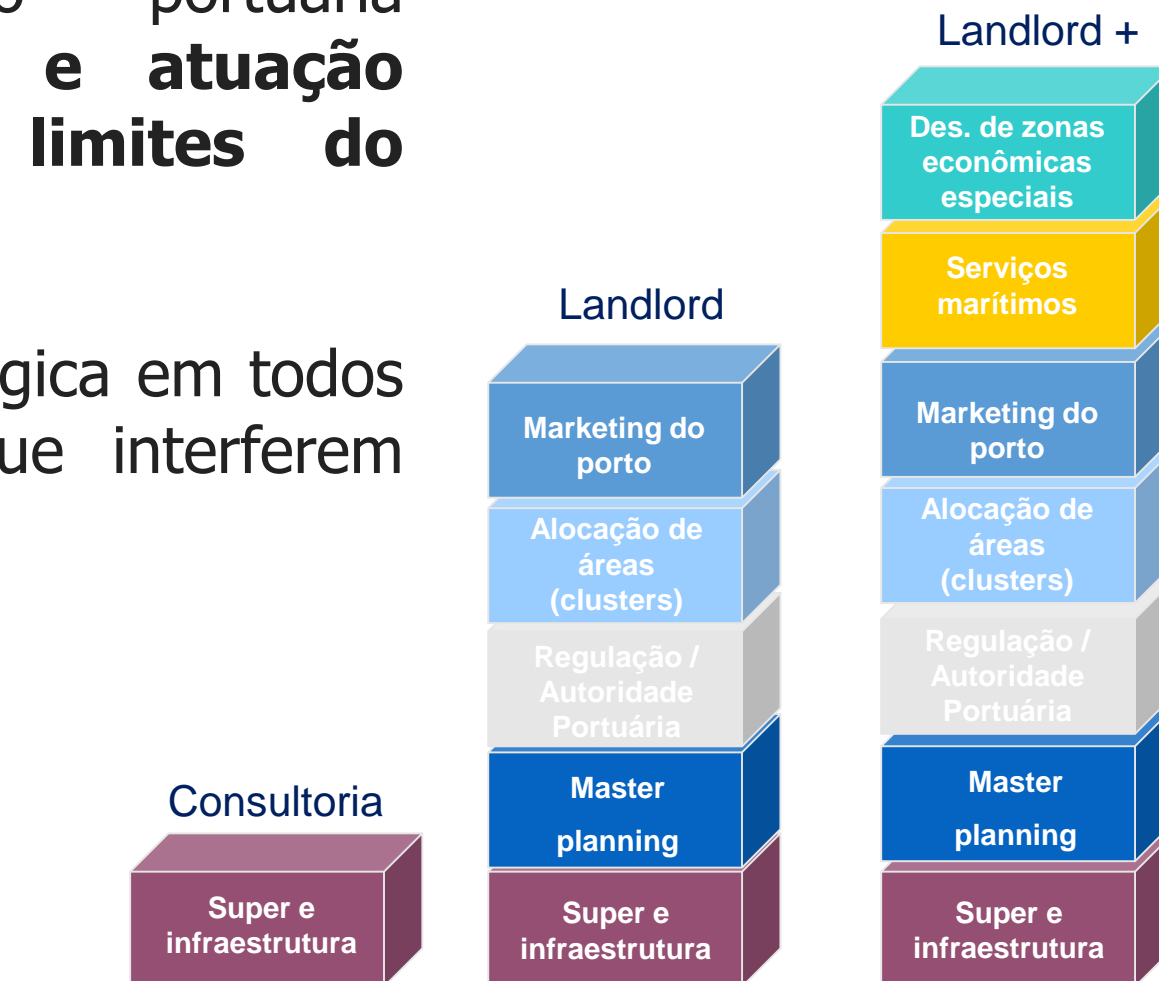 portuária
e atuação
limites do
gica em todos
interferem
Consultoria
Super e
infraestrutura
Landlord
Marketing do
porto
Alocação de
áreas
(clusters)
Regulação /
Autoridade
Portuária
Master
planning
Super e
infraestrutura
Landlord +
Des. de zonas
econômicas
especiais
Serviços
marítimos
Marketing do
porto
Alocação de
áreas
(clusters)
Regulação /
Autoridade
Portuária
Master
planning
Super e
infraestrutura